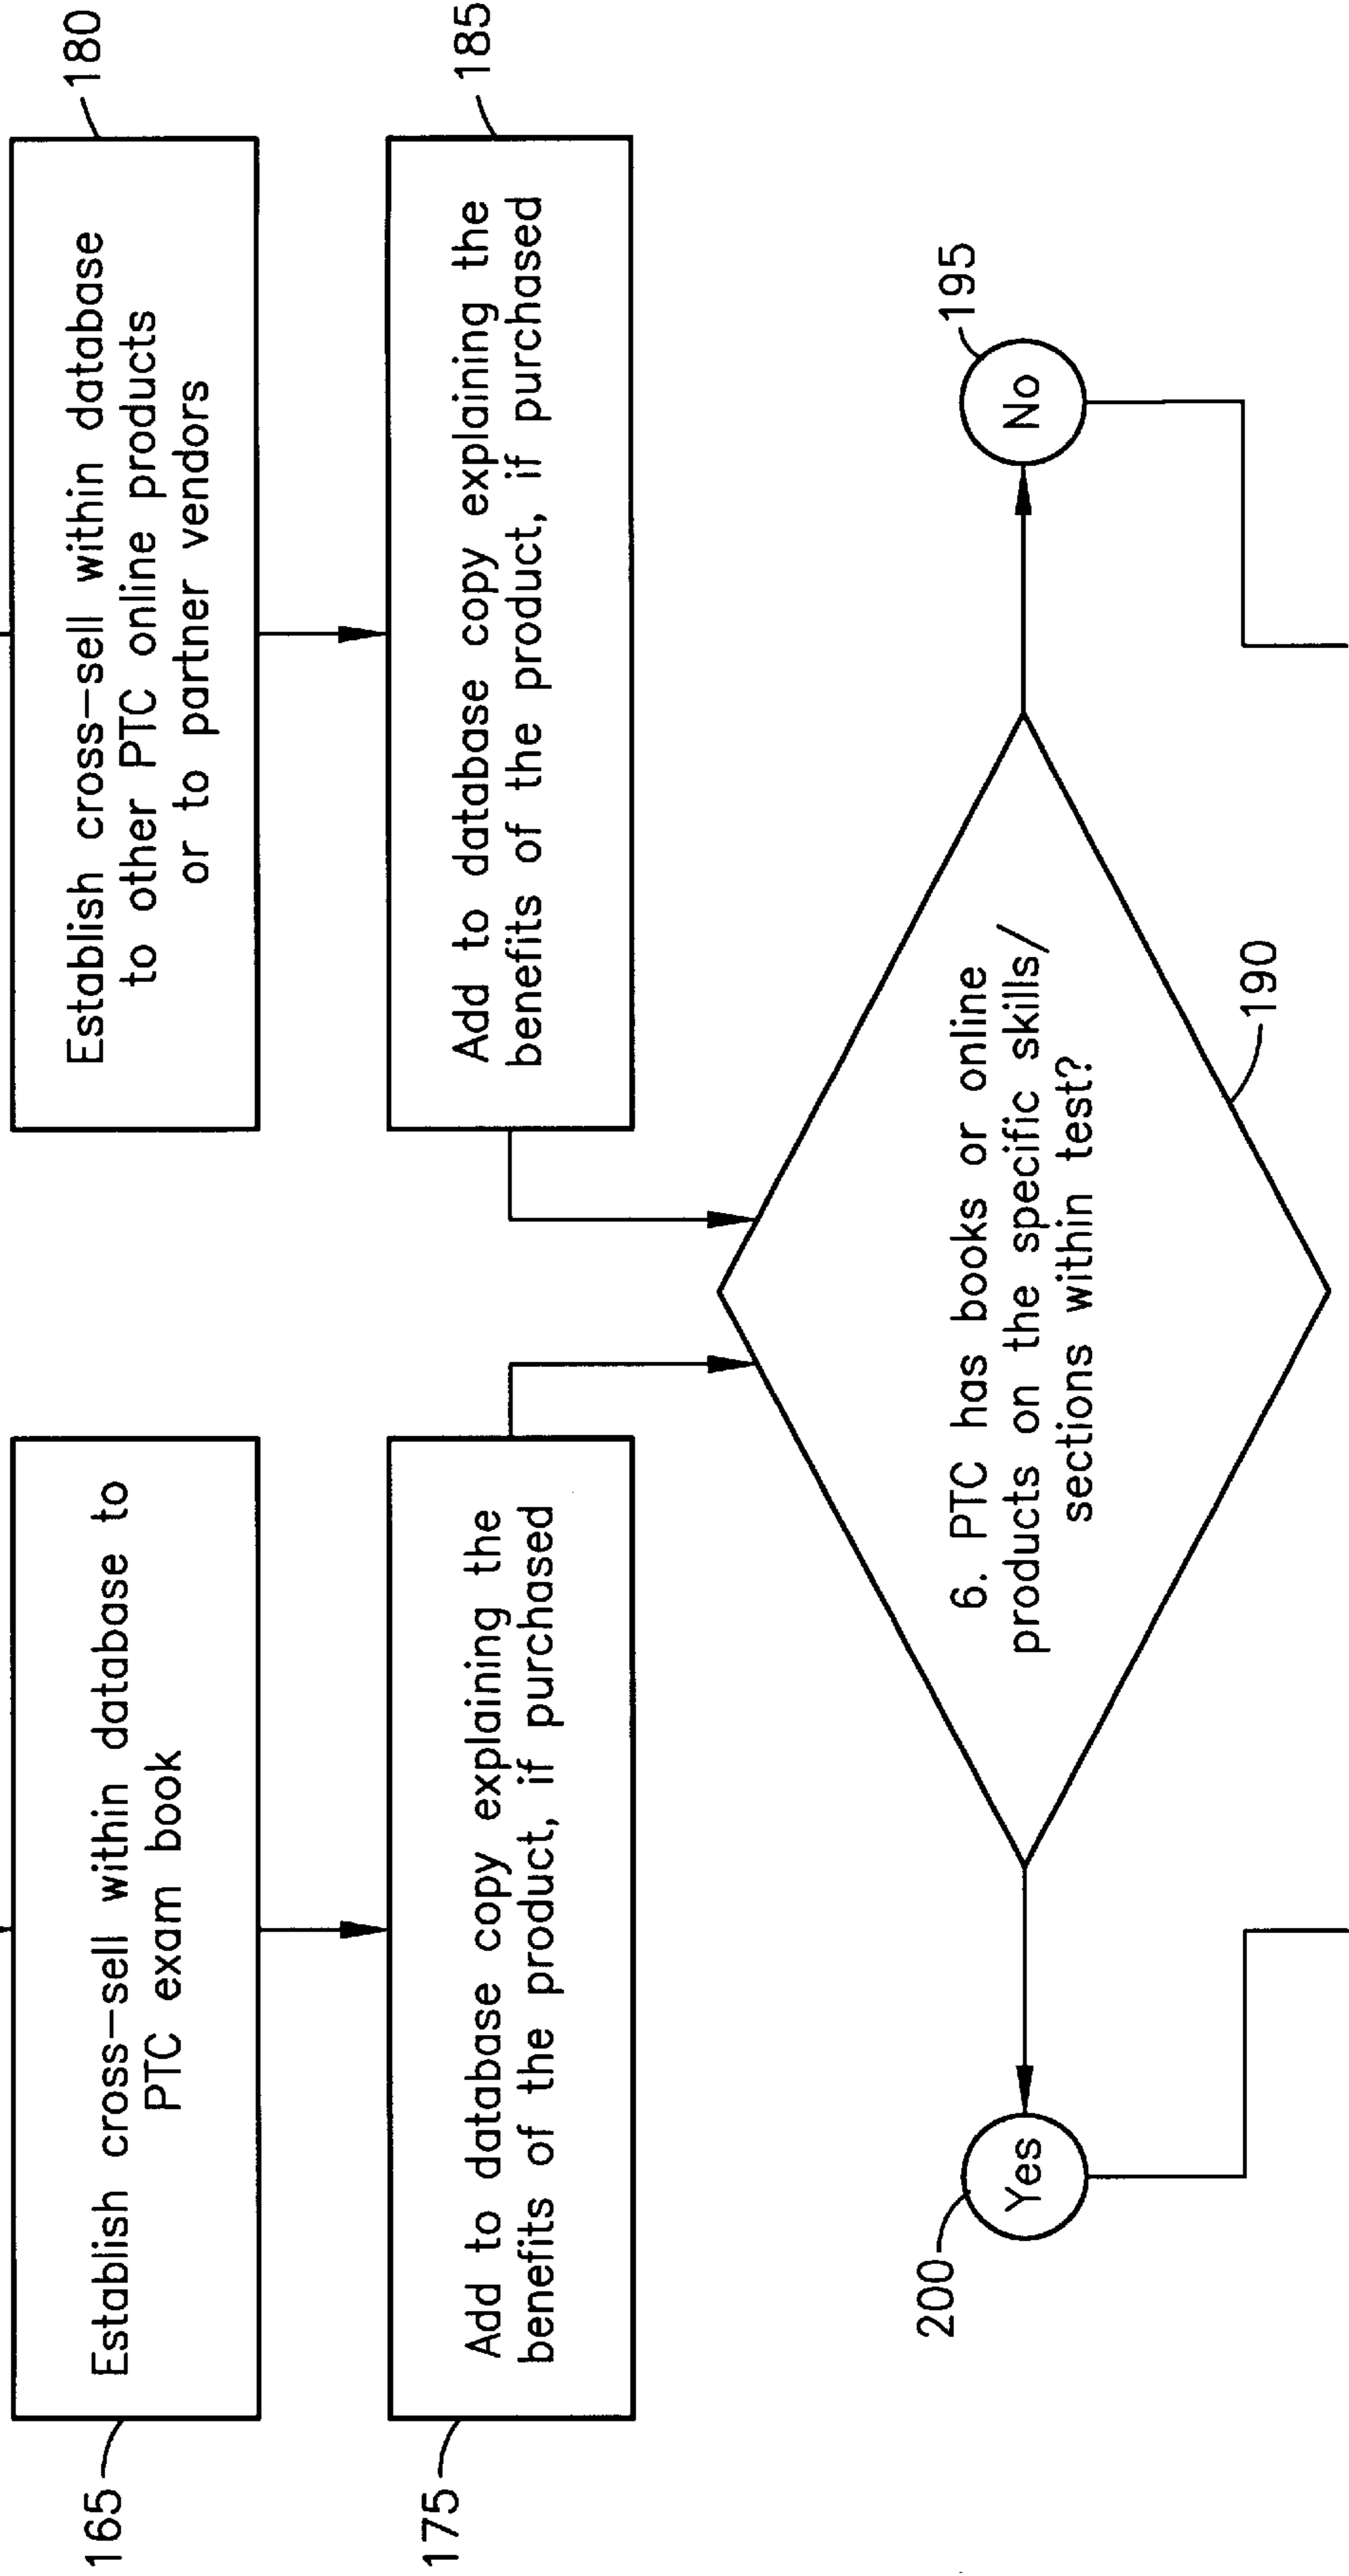 165
Establish cross-sell within database to
PTC exam book
Establish cross-sell within database
to other PTC online products
or to partner vendors
180
175
Add to database copy explaining the
benefits of the product, if purchased
Add to database copy explaining the
benefits of the product, if purchased
185
200
Yes
6. PTC has books or online
products on the specific skills/
sections within test?
190
No
195